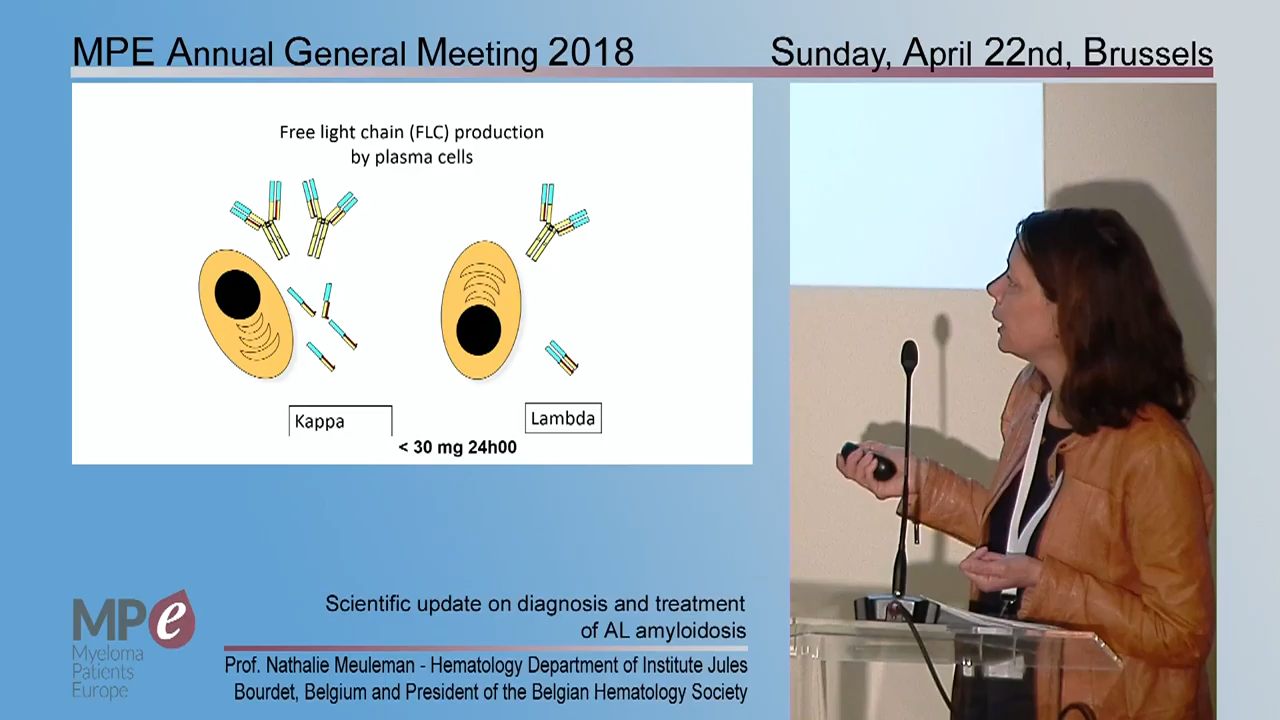 MPE Annual General Meeting 2018
Sunday, April 22nd, Brussels
Free light chain (FLC) production
by plasma cells
Kappa
Lambda
< 30 mg 24h00
MPe
Myeloma
Patients
Europe
Scientific update on diagnosis and treatment
of AL amyloidosis
Prof. Nathalie Meuleman - Hematology Department of Institute Jules
Bourdet, Belgium and President of the Belgian Hematology Society